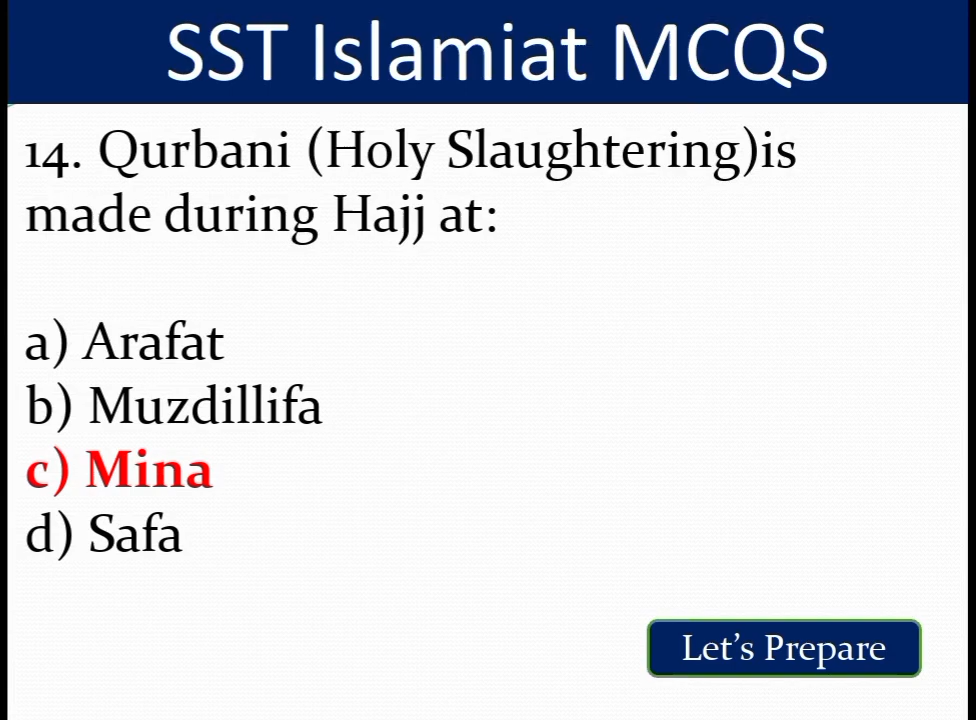 SST Islamiat MCQS
14. Qurbani (Holy Slaughtering)is
made during Hajj at:
a) Arafat
b) Muzdillifa
c) Mina
d) Safa
Let’s Prepare